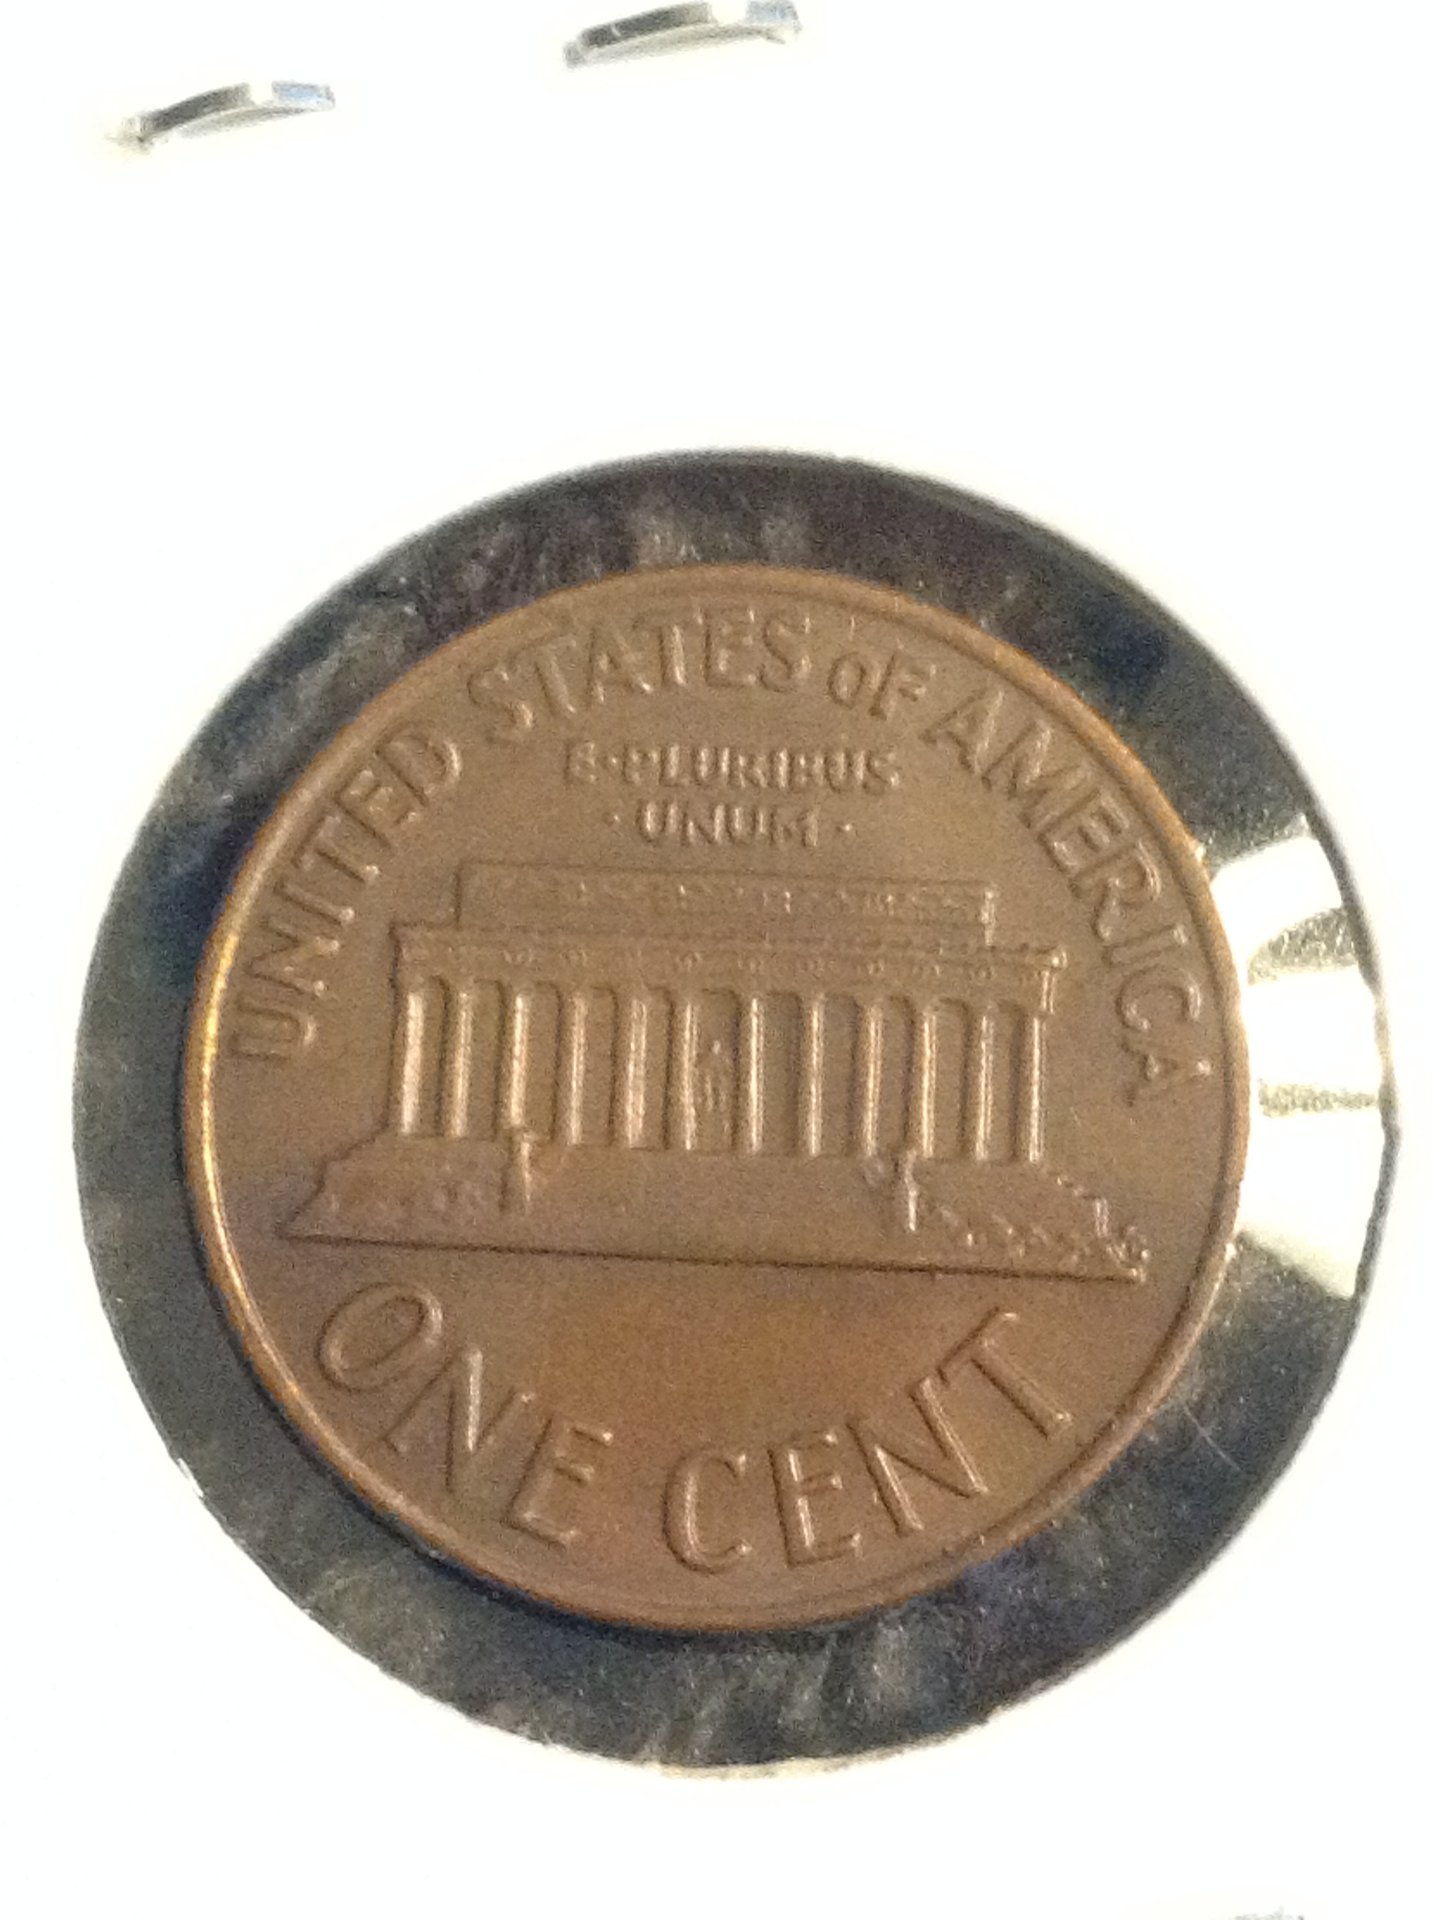 UNITED STATES OF AMERICA
E·PLURIBUS
·UNUM·
ONE CENT